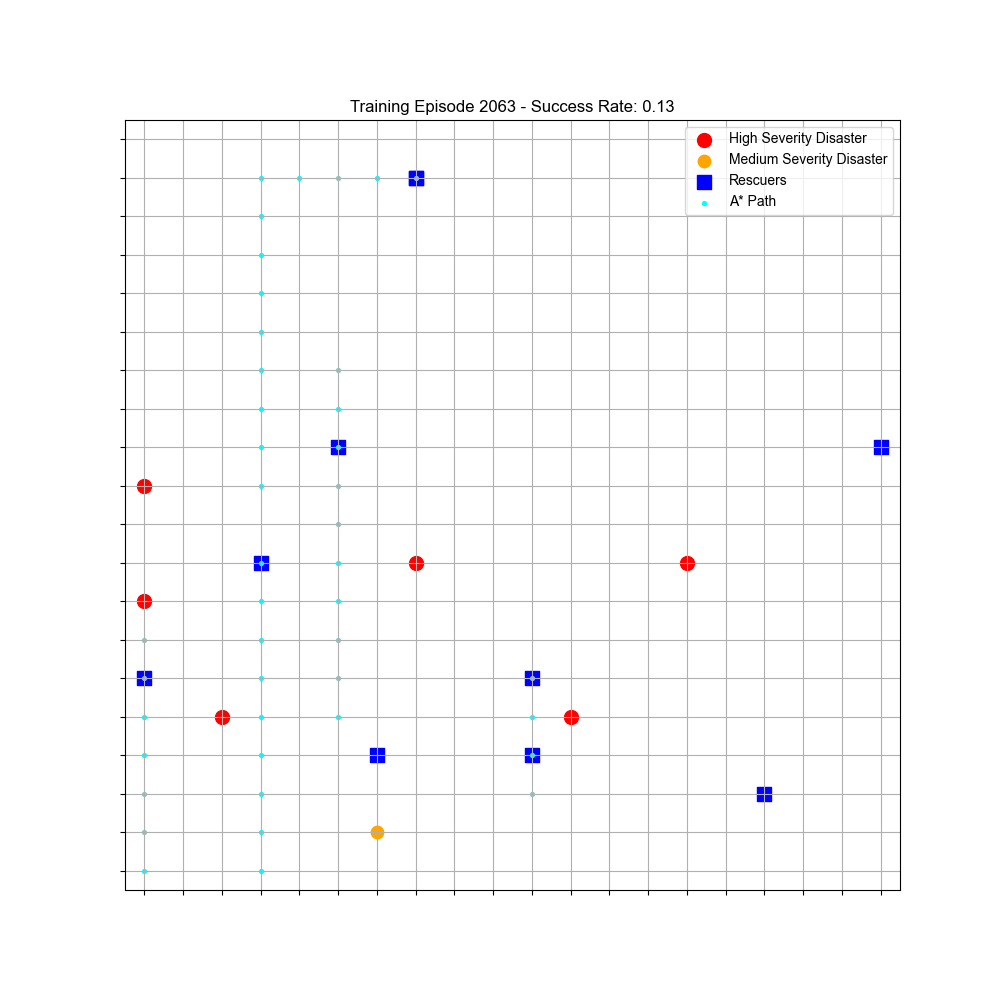 Training Episode 2063 - Success Rate: 0.13
High Severity Disaster
Medium Severity Disaster
Rescuers
A* Path